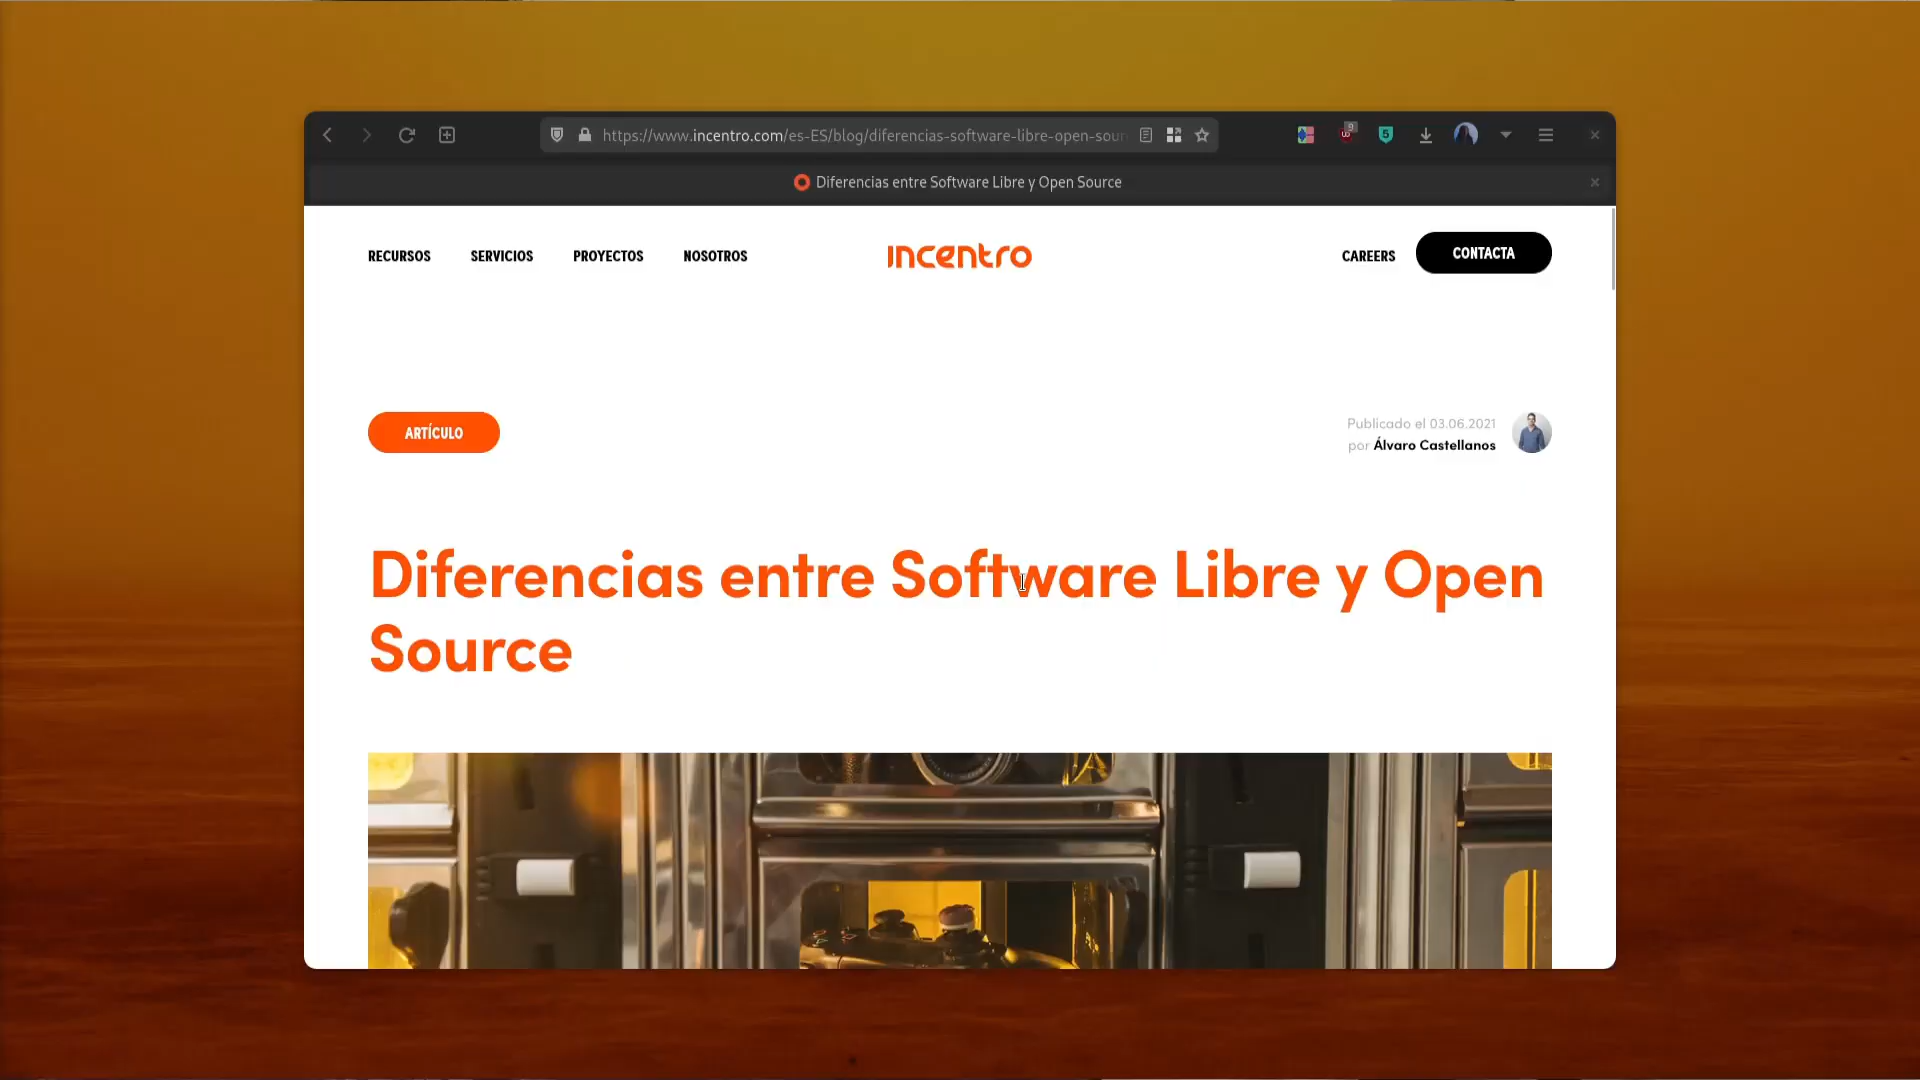 https://www.incentro.com/es-ES/blog/diferencias-software-libre-open-sour
9
5
Diferencias entre Software Libre y Open Source
RECURSOS SERVICIOS PROYECTOS NOSOTROS incentro CAREERS CONTACTA
ARTÍCULO
Publicado el 03.06.2021
por Álvaro Castellanos
Diferencias entre Software Libre y Open
Source